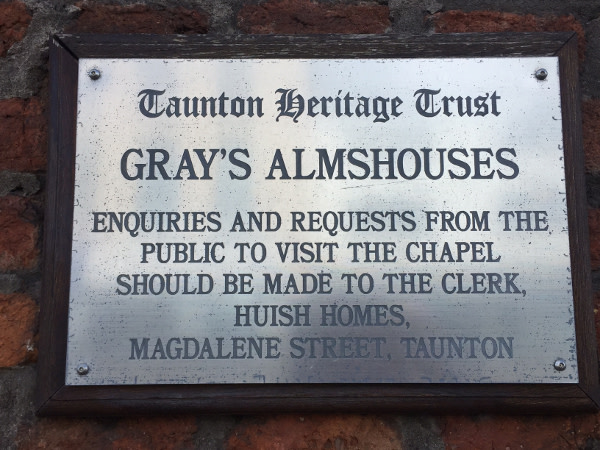 Taunton Heritage Trust
GRAY'S ALMSHOUSES
ENQUIRIES AND REQUESTS FROM THE
PUBLIC TO VISIT THE CHAPEL
SHOULD BE MADE TO THE CLERK,
HUISH HOMES,
MAGDALENE STREET, TAUNTON